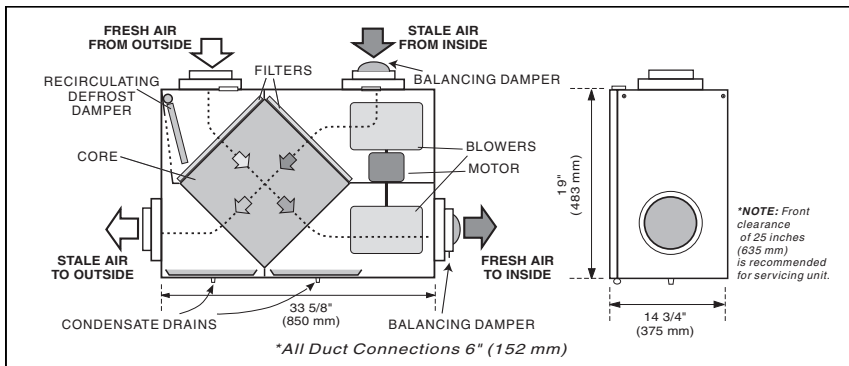 FRESH AIR
FROM OUTSIDE
STALE AIR
FROM INSIDE
RECIRCULATING
DEFROST
DAMPER
FILTERS
BALANCING DAMPER
CORE
BLOWERS
MOTOR
STALE AIR
TO OUTSIDE
FRESH AIR
TO INSIDE
CONDENSATE DRAINS
33 5/8"
(850 mm)
BALANCING DAMPER
*All Duct Connections 6" (152 mm)
19"
(483 mm)
14 3/4"
(375 mm)
*NOTE: Front
clearance
of 25 inches
(635 mm)
is recommended
for servicing unit.